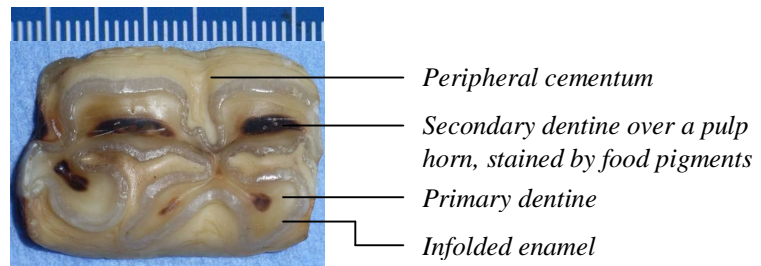 Peripheral cementum
Secondary dentine over a pulp
horn, stained by food pigments
Primary dentine
Infolded enamel